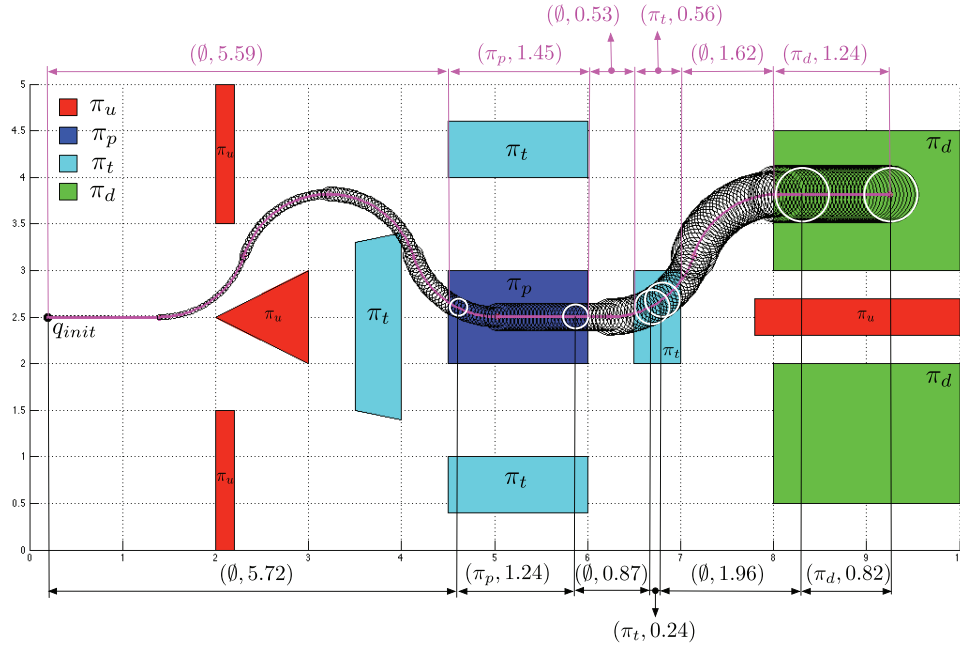 (∅, 0.53) (π_t, 0.56)
(∅, 5.59) (π_p, 1.45) (∅, 1.62) (π_d, 1.24)
5
π_u
4.5
π_p
π_d
π_u
π_t
π_t
4
π_d
3.5
3
π_p
π_t
2.5
π_u
π_u
q_init
2
π_t
π_d
1.5
1
π_u
π_t
0.5
0
0 1 2 3 4 5 6 7 8 9 1
(∅, 5.72) (π_p, 1.24) (∅, 0.87) (∅, 1.96) (π_d, 0.82)
(π_t, 0.24)